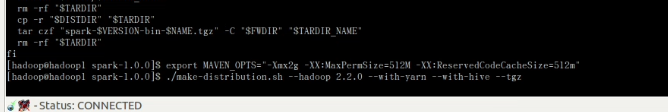 rm -rf "$TARDIR"
cp -r "$DISTDIR" "$TARDIR"
tar czf "spark-$VERSION-bin-$NAME.tgz" -C "$FWDIR" "$TARDIR_NAME"
rm -rf "$TARDIR"
fi
[hadoop@hadoop1 spark-1.0.0]$ export MAVEN_OPTS="-Xmx2g -XX:MaxPermSize=512M -XX:ReservedCodeCacheSize=512m"
[hadoop@hadoop1 spark-1.0.0]$ ./make-distribution.sh --hadoop 2.2.0 --with-yarn --with-hive --tgz
- Status: CONNECTED